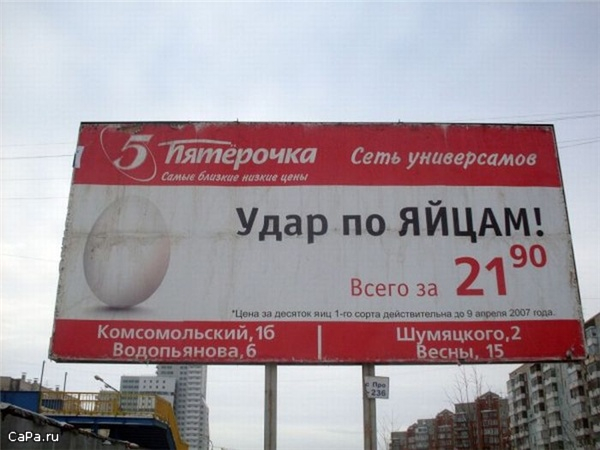 5 Пятёрочка Сеть универсамов
Самые близкие низкие цены
Удар по ЯЙЦАМ!
Всего за 21 90
*Цена за десяток яиц 1-го сорта действительна до 9 апреля 2007 года.
Комсомольский,1б Шумяцкого,2
Водопьянова,6 Весны, 15
с Про
-236
CaPa.ru